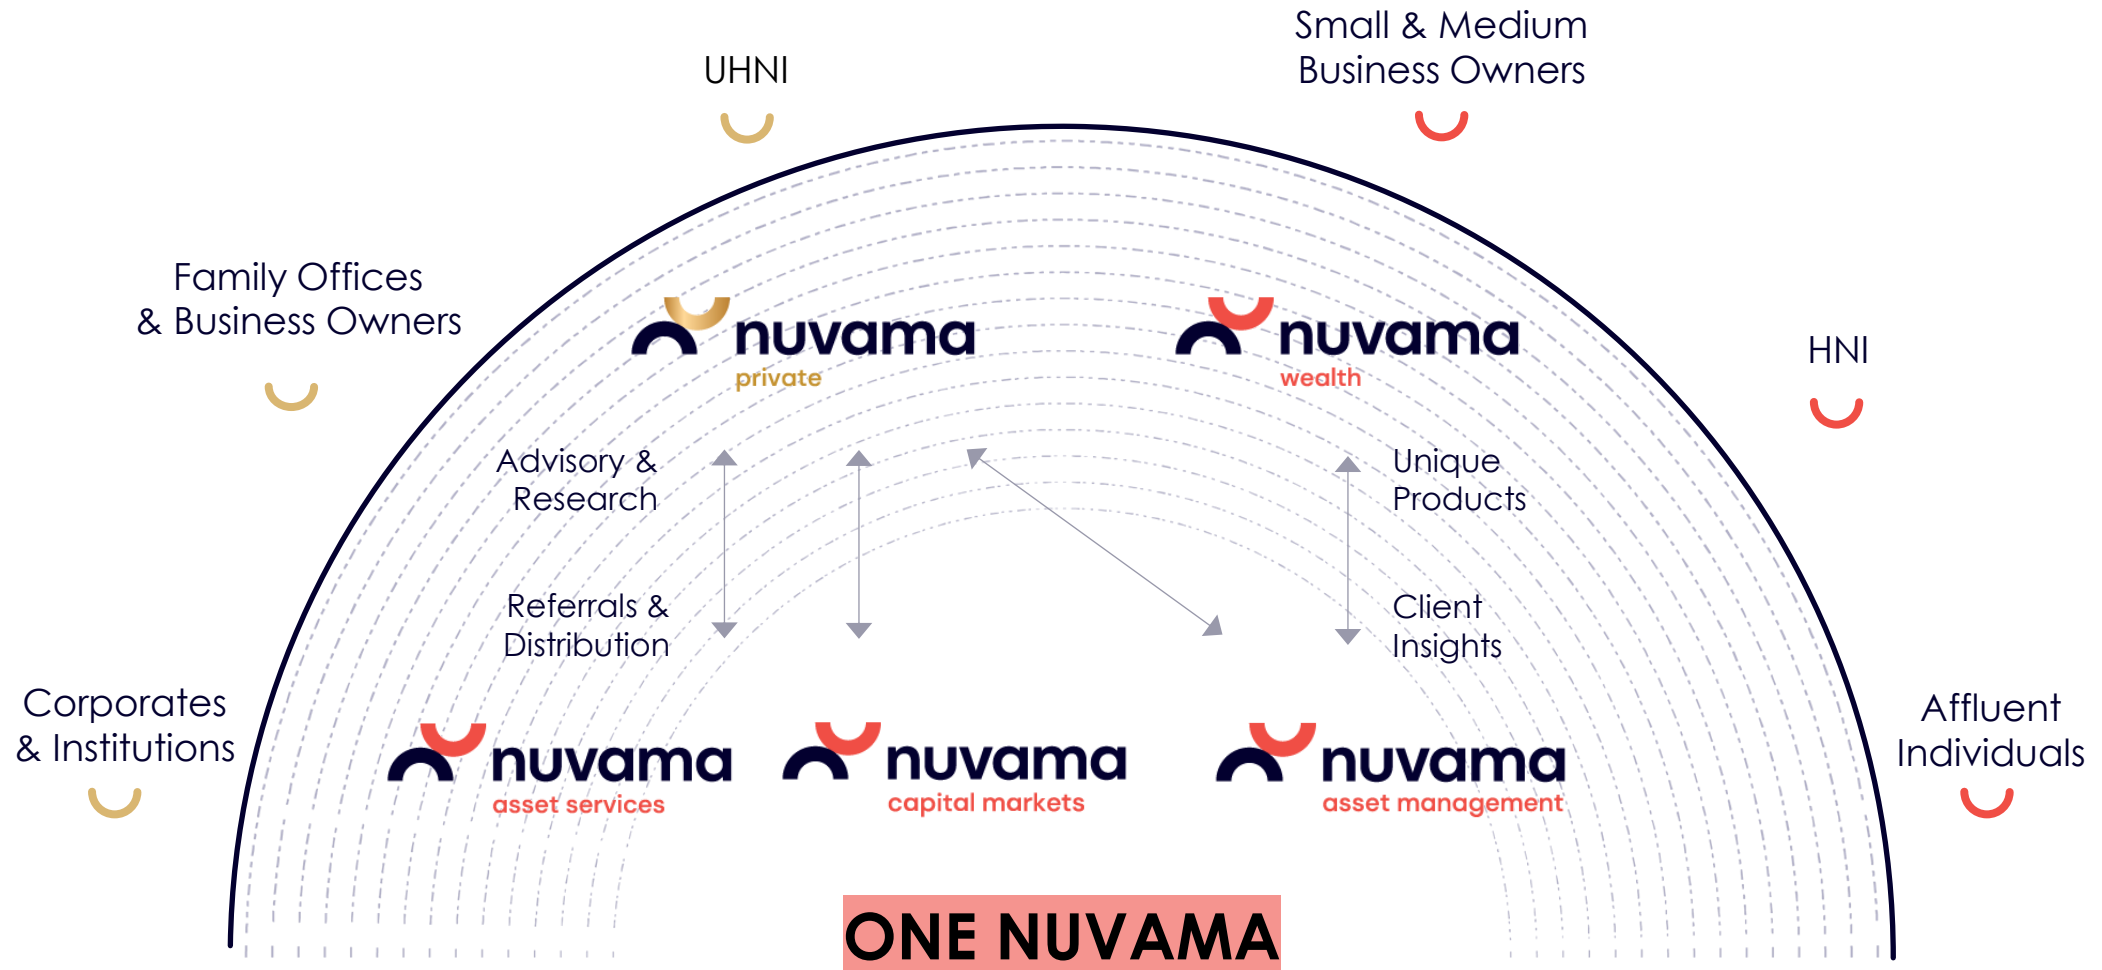 Small & Medium
Business Owners
UHNI
Family Offices
& Business Owners
HNI
nuvama
private
nuvama
wealth
Advisory &
Research
Unique
Products
Referrals &
Distribution
Client
Insights
Corporates
& Institutions
Affluent
Individuals
nuvama
asset services
nuvama
capital markets
nuvama
asset management
ONE NUVAMA